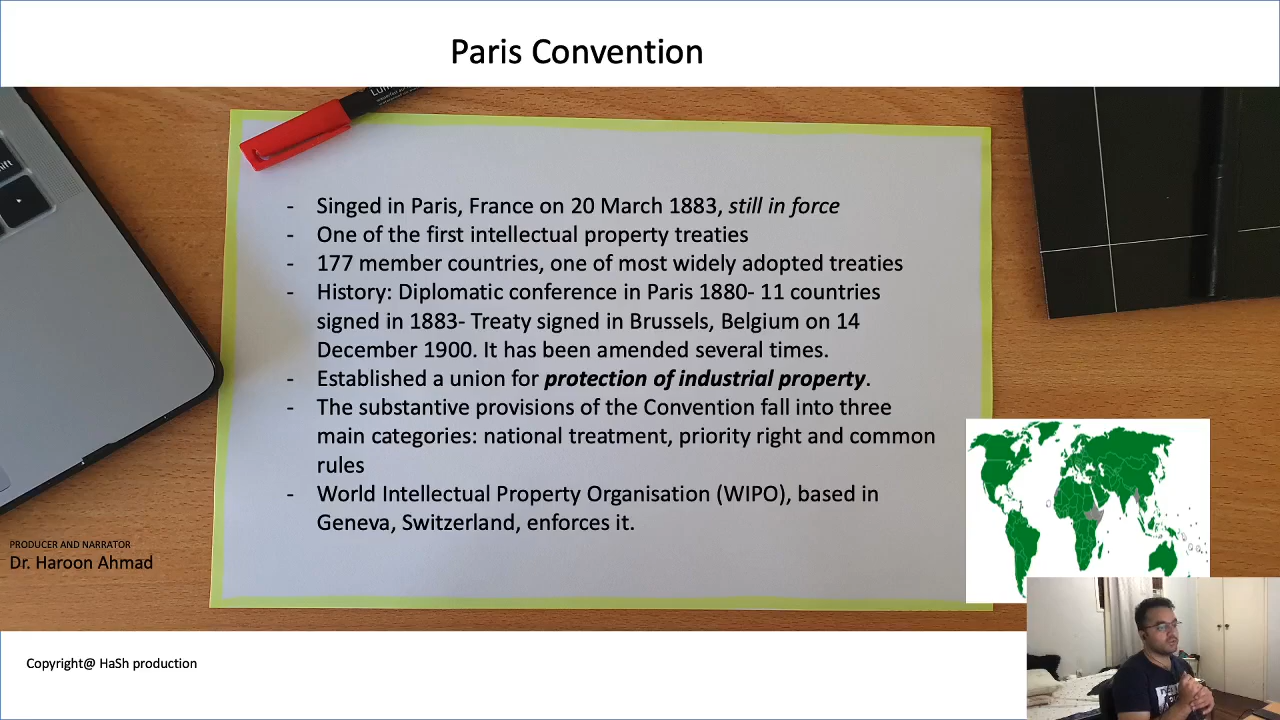 Paris Convention
Lum
- Singed in Paris, France on 20 March 1883, still in force
- One of the first intellectual property treaties
- 177 member countries, one of most widely adopted treaties
- History: Diplomatic conference in Paris 1880- 11 countries
signed in 1883- Treaty signed in Brussels, Belgium on 14
December 1900. It has been amended several times.
- Established a union for protection of industrial property.
- The substantive provisions of the Convention fall into three
main categories: national treatment, priority right and common
rules
- World Intellectual Property Organisation (WIPO), based in
Geneva, Switzerland, enforces it.
PRODUCER AND NARRATOR
Dr. Haroon Ahmad
Copyright@ HaSh production